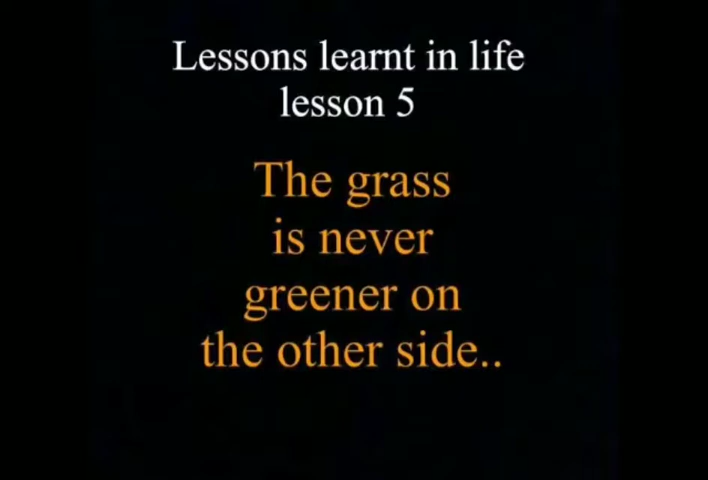 Lessons learnt in life
lesson 5
The grass
is never
greener on
the other side..